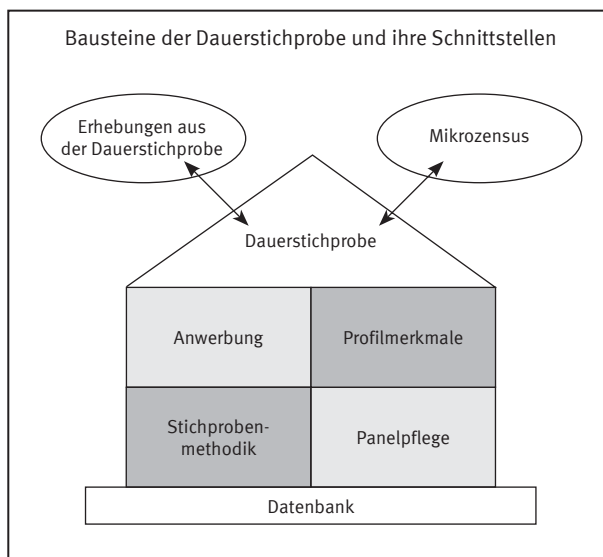 Bausteine der Dauerstichprobe und ihre Schnittstellen
Erhebungen aus
der Dauerstichprobe
Mikrozensus
Dauerstichprobe
Anwerbung
Profilmerkmale
Stichproben-
methodik
Panelpflege
Datenbank